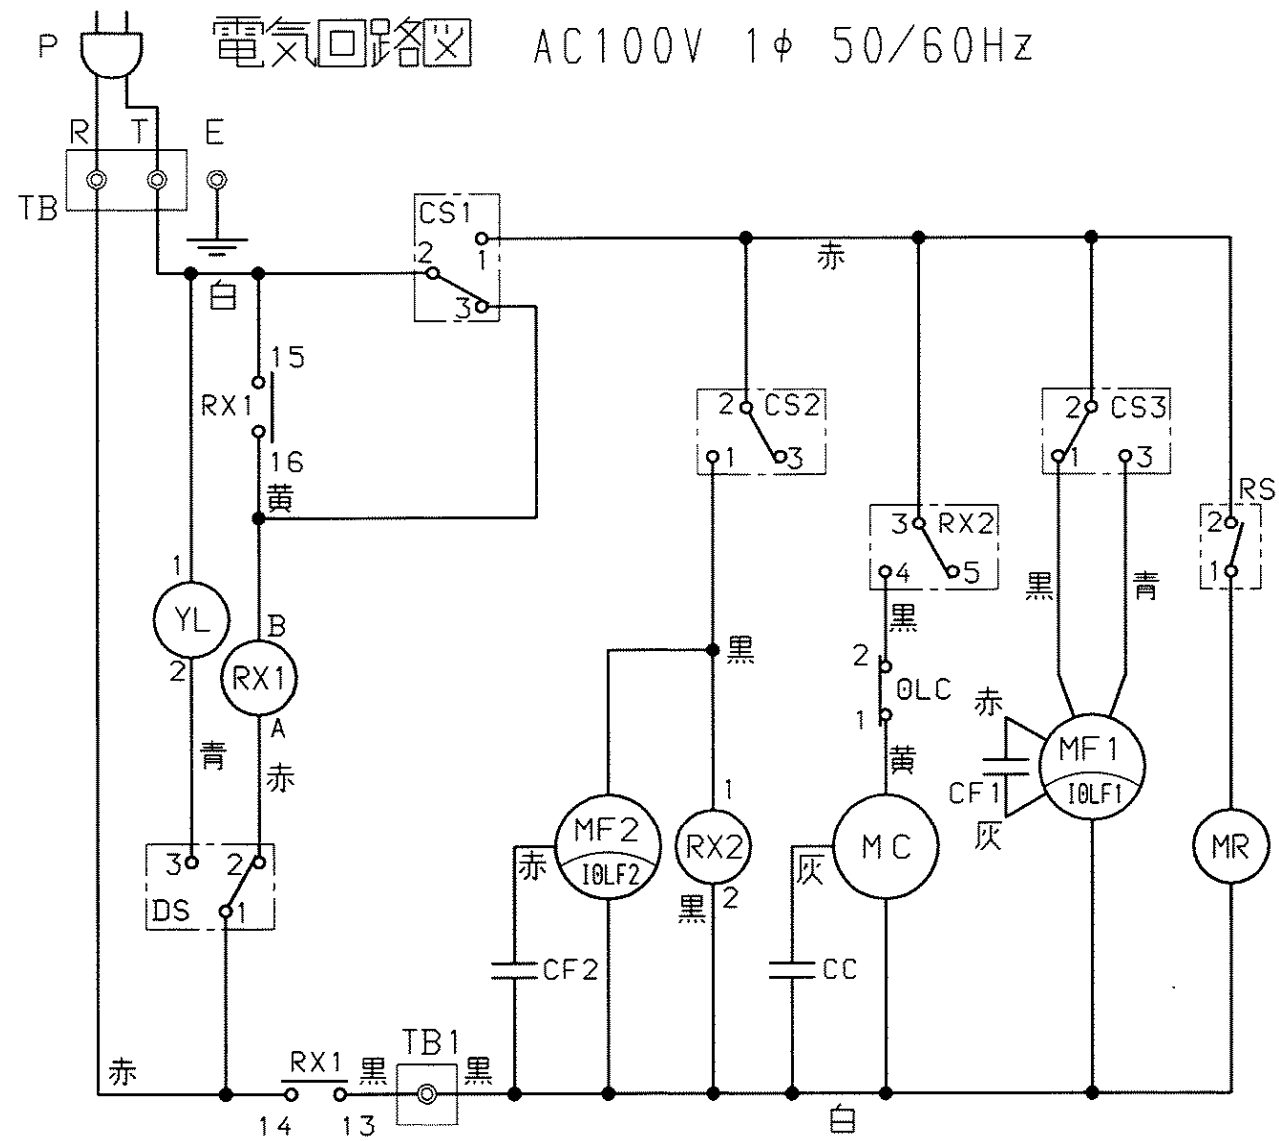 電気回路図 AC100V 1φ 50/60Hz
P
R T E
TB
CS1
2 1
3
赤
白
15
RX1
16
黄
2 CS2
1 3
2 CS3
1 3
RS
2
1
3 RX2
4 5
黒
黒 青
1
YL
2
B
RX1
A
青
赤
黒
2
OLC
1
黄
赤
CF1
灰
MF1
IOLF1
1
MF2
IOLF2
RX2
2
MC
MR
赤
黒
灰
3 2
DS 1
CF2
CC
赤
RX1
黒
TB1
黒
14 13
白